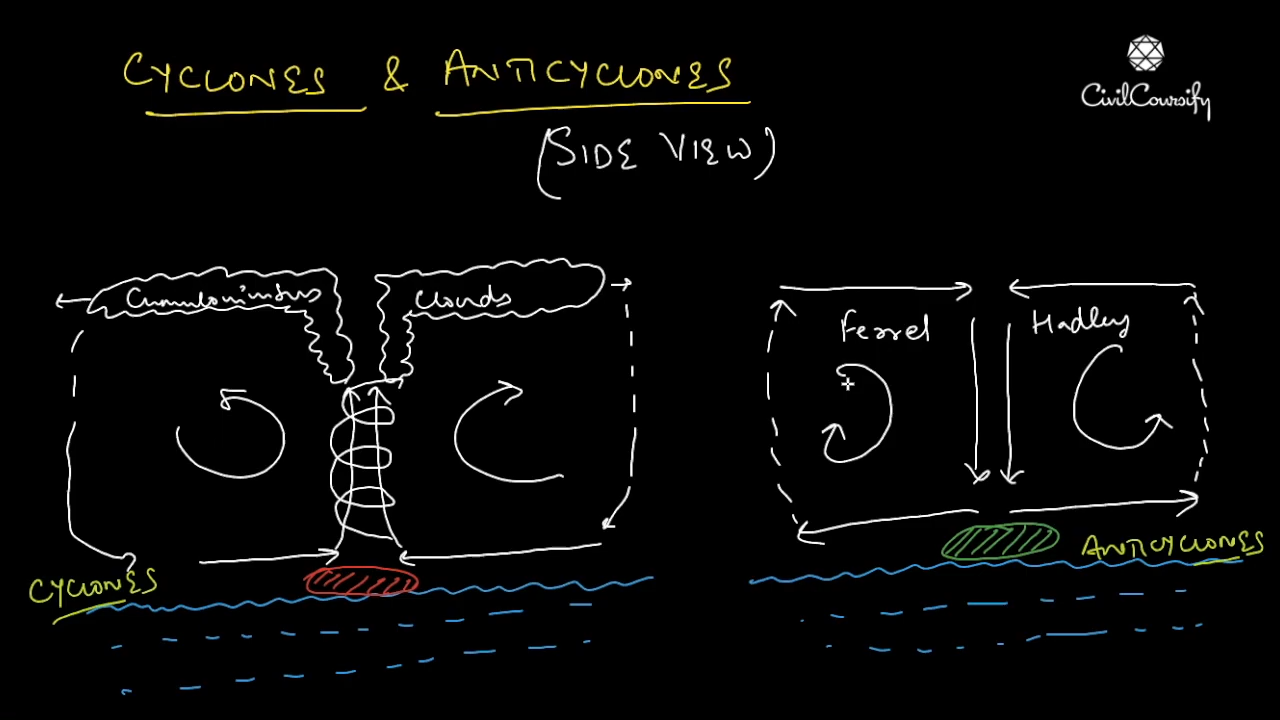 CYCLONES & ANTICYCLONES
CivilCoursify
(SIDE VIEW)
Cumulonimbus clouds
Ferrel Hadley
CYCLONES
ANTICYCLONES